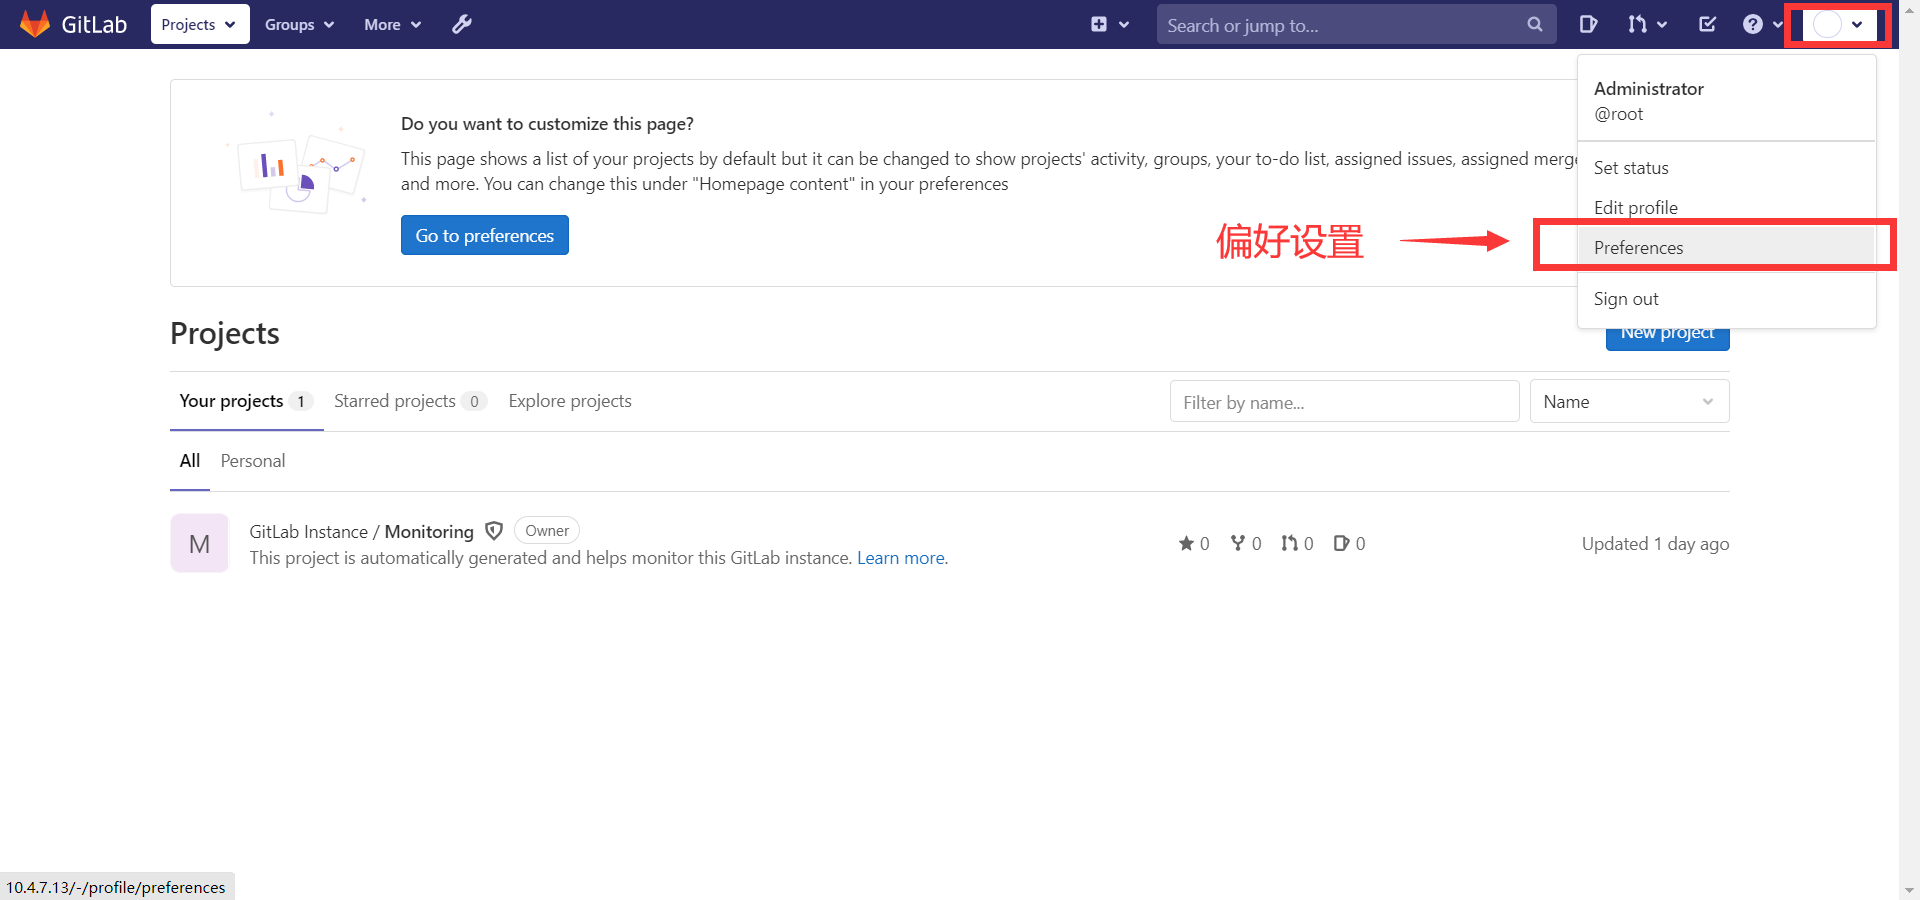 GitLab Projects Groups More Search or jump to...
Administrator
@root
Set status
Edit profile
Preferences
Sign out
偏好设置
Do you want to customize this page?
This page shows a list of your projects by default but it can be changed to show projects' activity, groups, your to-do list, assigned issues, assigned merge
and more. You can change this under "Homepage content" in your preferences
Go to preferences
Projects
New project
Your projects 1 Starred projects 0 Explore projects
Filter by name... Name
All Personal
M
GitLab Instance / Monitoring Owner
This project is automatically generated and helps monitor this GitLab instance. Learn more.
0 0 0 0 Updated 1 day ago
10.4.7.13/-/profile/preferences